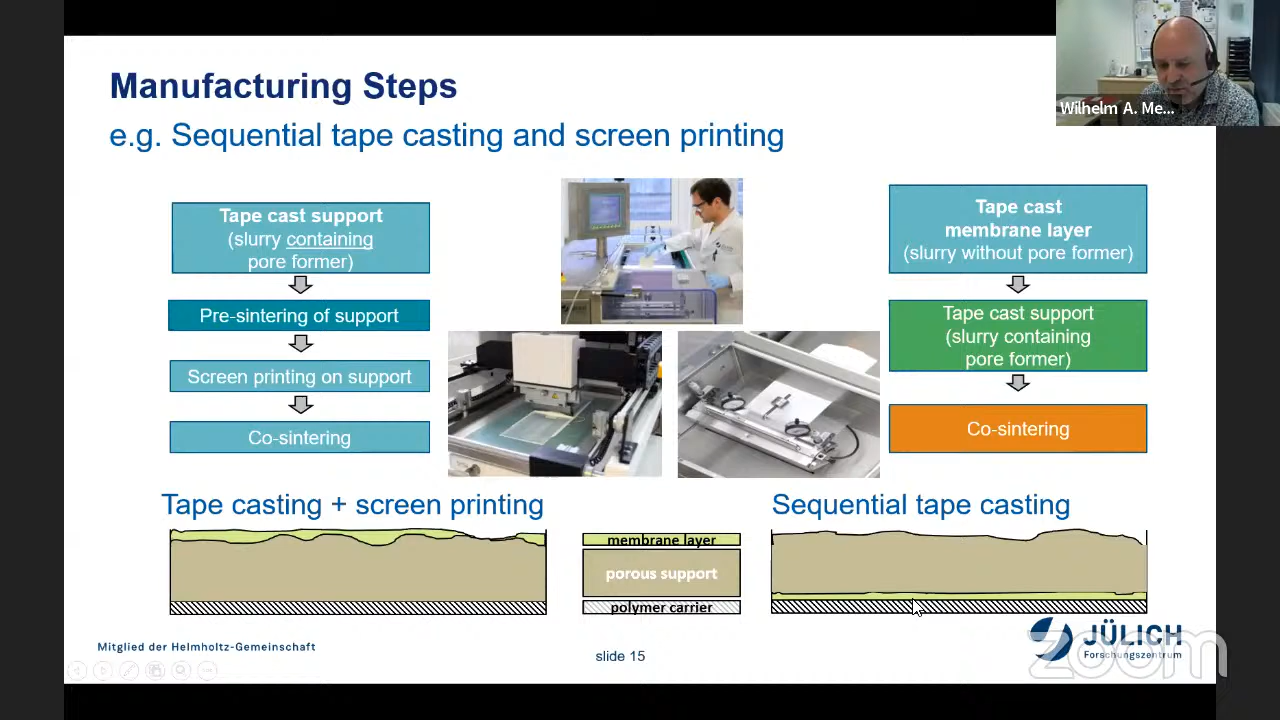 Manufacturing Steps
e.g. Sequential tape casting and screen printing
Wilhelm A. Me...
Tape cast support
(slurry containing
pore former)
Pre-sintering of support
Screen printing on support
Co-sintering
Tape cast
membrane layer
(slurry without pore former)
Tape cast support
(slurry containing
pore former)
Co-sintering
Tape casting + screen printing
Sequential tape casting
membrane layer
porous support
polymer carrier
Mitglied der Helmholtz-Gemeinschaft
slide 15
JÜLICH
Forschungszentrum
zoom